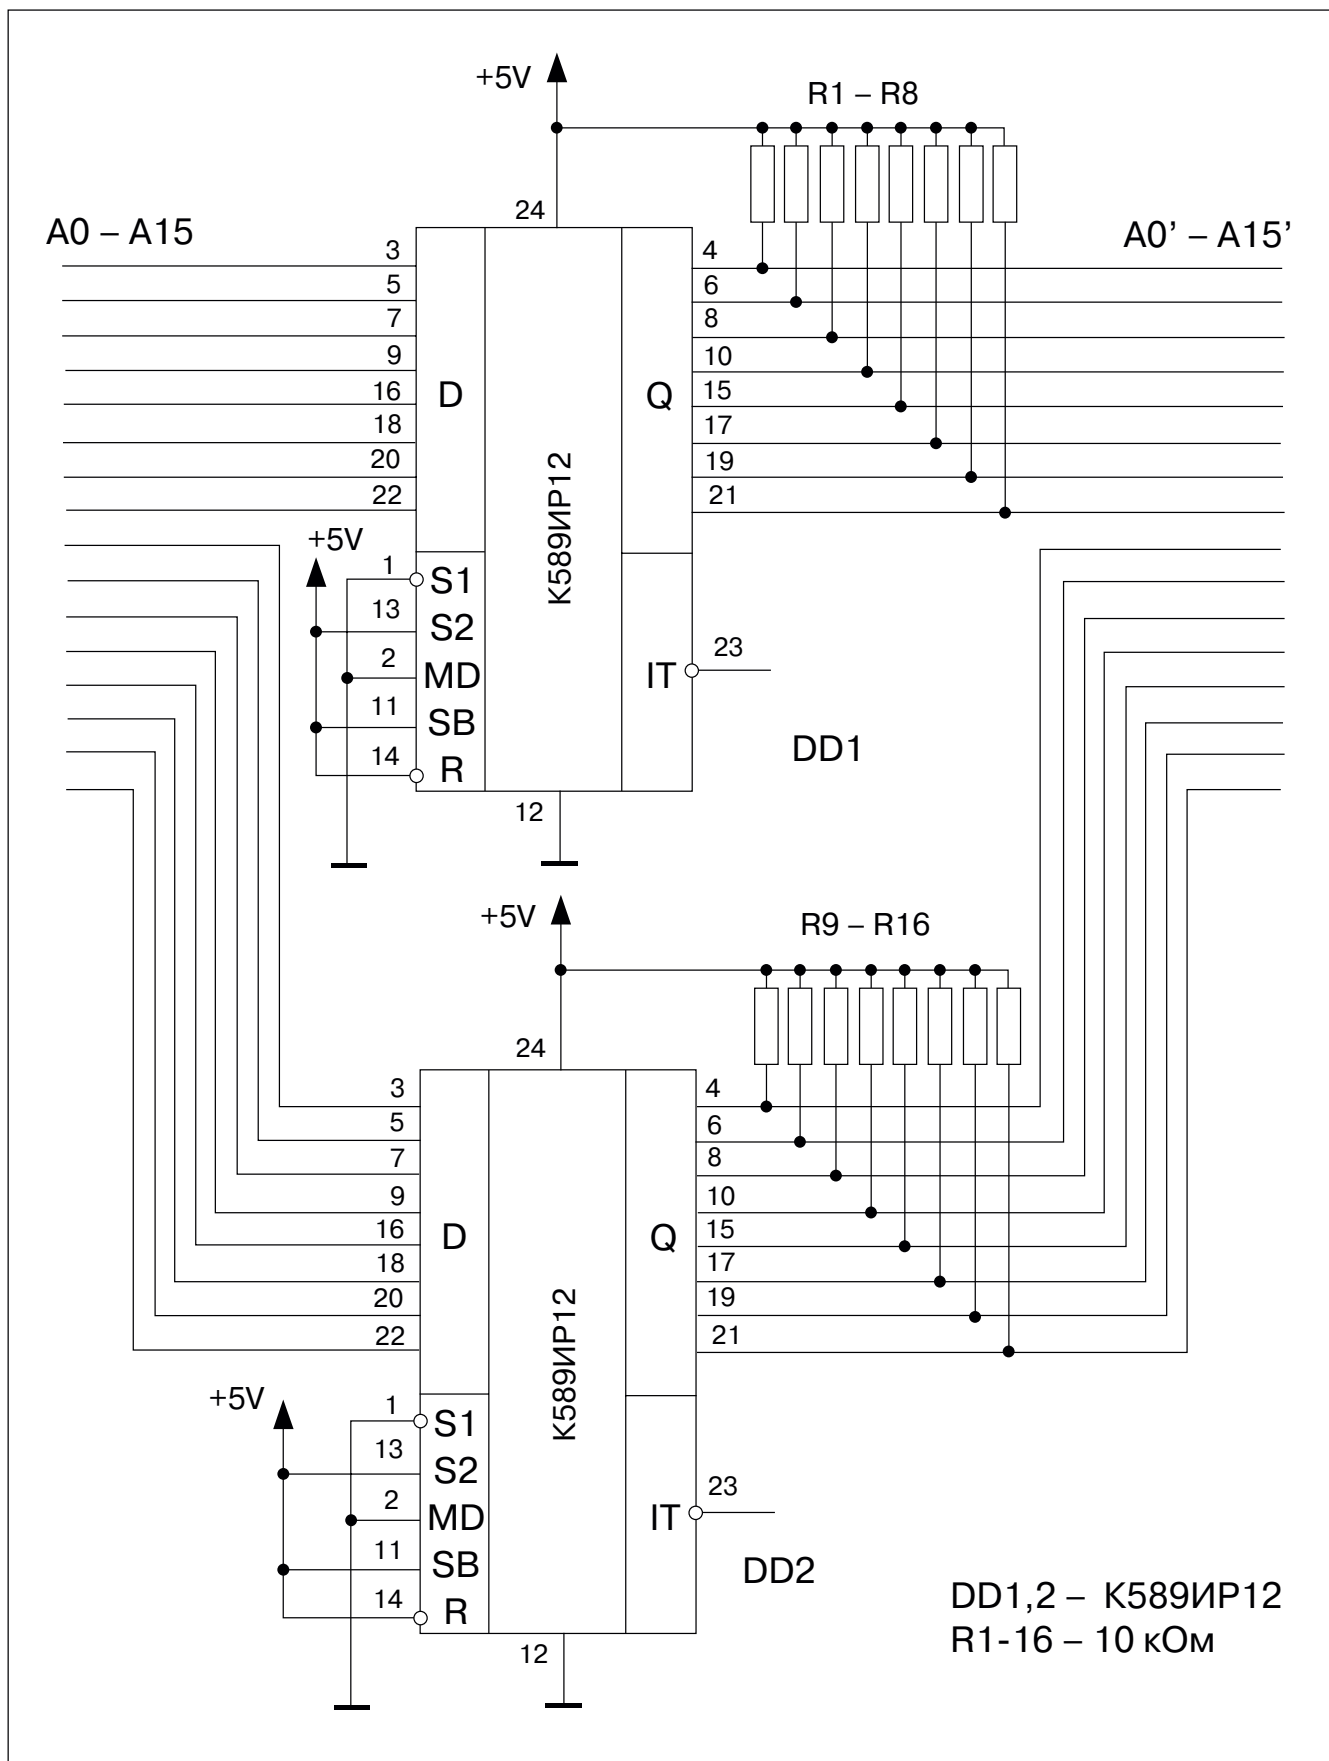 +5V
R1 – R8
24
A0 – A15
A0’ – A15’
3
4
5
6
7
8
9
10
16
D
Q
15
18
17
20
19
22
21
К589ИР12
+5V
1
S1
13
S2
2
MD
IT
23
11
SB
DD1
14
R
12
+5V
R9 – R16
24
3
4
5
6
7
8
9
10
16
D
Q
15
18
17
20
19
22
21
К589ИР12
+5V
1
S1
13
S2
2
MD
IT
23
11
SB
DD2
14
R
12
DD1,2 – К589ИР12
R1-16 – 10 кОм